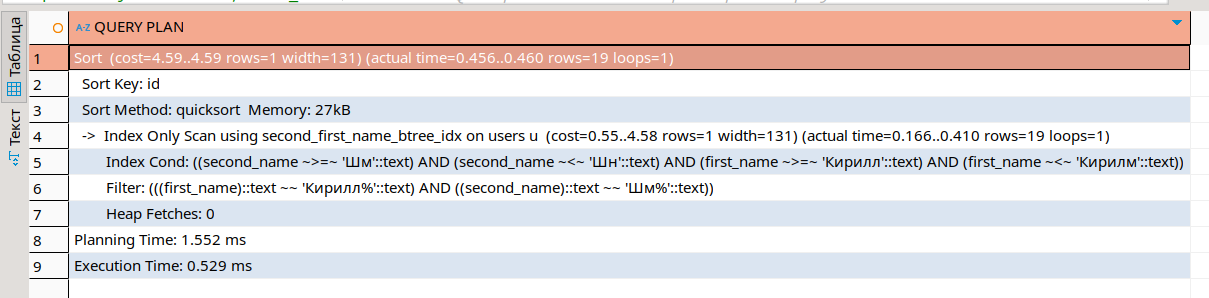 Таблица
Текст
A-Z QUERY PLAN
1 Sort (cost=4.59..4.59 rows=1 width=131) (actual time=0.456..0.460 rows=19 loops=1)
2 Sort Key: id
3 Sort Method: quicksort Memory: 27kB
4 -> Index Only Scan using second_first_name_btree_idx on users u (cost=0.55..4.58 rows=1 width=131) (actual time=0.166..0.410 rows=19 loops=1)
5 Index Cond: ((second_name ~>=~ 'Шм'::text) AND (second_name ~<~ 'Шн'::text) AND (first_name ~>=~ 'Кирилл'::text) AND (first_name ~<~ 'Кирилм'::text))
6 Filter: (((first_name)::text ~~ 'Кирилл%'::text) AND ((second_name)::text ~~ 'Шм%'::text))
7 Heap Fetches: 0
8 Planning Time: 1.552 ms
9 Execution Time: 0.529 ms